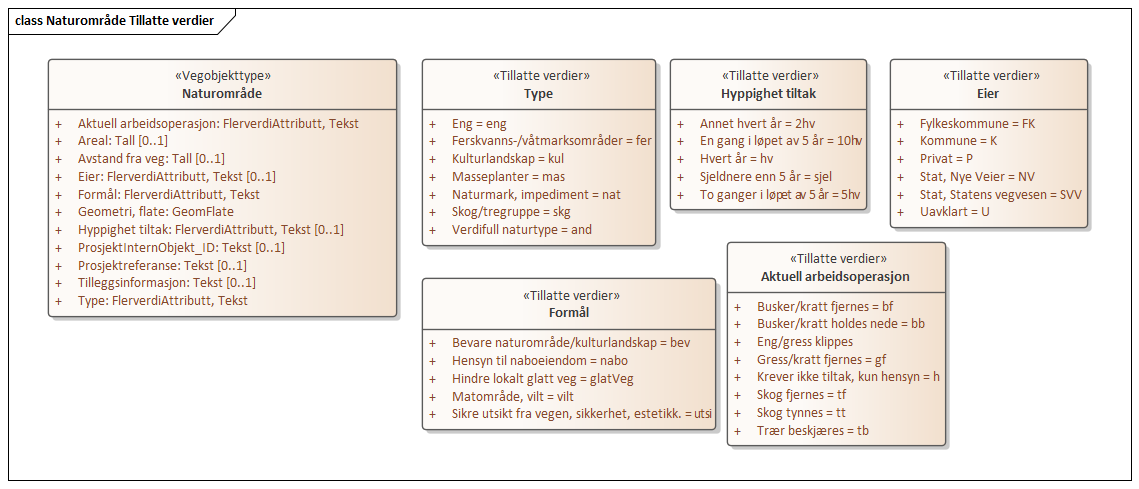 class Naturområde Tillatte verdier
«Vegobjekttype»
Naturområde
+ Aktuell arbeidsoperasjon: FlerverdiAttributt, Tekst
+ Areal: Tall [0..1]
+ Avstand fra veg: Tall [0..1]
+ Eier: FlerverdiAttributt, Tekst [0..1]
+ Formål: FlerverdiAttributt, Tekst
+ Geometri, flate: GeomFlate
+ Hyppighet tiltak: FlerverdiAttributt, Tekst [0..1]
+ ProsjektInternObjekt_ID: Tekst [0..1]
+ Prosjektreferanse: Tekst [0..1]
+ Tilleggsinformasjon: Tekst [0..1]
+ Type: FlerverdiAttributt, Tekst
«Tillatte verdier»
Type
+ Eng = eng
+ Ferskvanns-/våtmarksområder = fer
+ Kulturlandskap = kul
+ Masseplanter = mas
+ Naturmark, impediment = nat
+ Skog/tregruppe = skg
+ Verdifull naturtype = and
«Tillatte verdier»
Hyppighet tiltak
+ Annet hvert år = 2hv
+ En gang i løpet av 5 år = 10hv
+ Hvert år = hv
+ Sjeldnere enn 5 år = sjel
+ To ganger i løpet av 5 år = 5hv
«Tillatte verdier»
Eier
+ Fylkeskommune = FK
+ Kommune = K
+ Privat = P
+ Stat, Nye Veier = NV
+ Stat, Statens vegvesen = SVV
+ Uavklart = U
«Tillatte verdier»
Formål
+ Bevare naturområde/kulturlandskap = bev
+ Hensyn til naboeiendom = nabo
+ Hindre lokalt glatt veg = glatVeg
+ Matområde, vilt = vilt
+ Sikre utsikt fra vegen, sikkerhet, estetikk. = utsi
«Tillatte verdier»
Aktuell arbeidsoperasjon
+ Busker/kratt fjernes = bf
+ Busker/kratt holdes nede = bb
+ Eng/gress klippes
+ Gress/kratt fjernes = gf
+ Krever ikke tiltak, kun hensyn = h
+ Skog fjernes = tf
+ Skog tynnes = tt
+ Trær beskjæres = tb